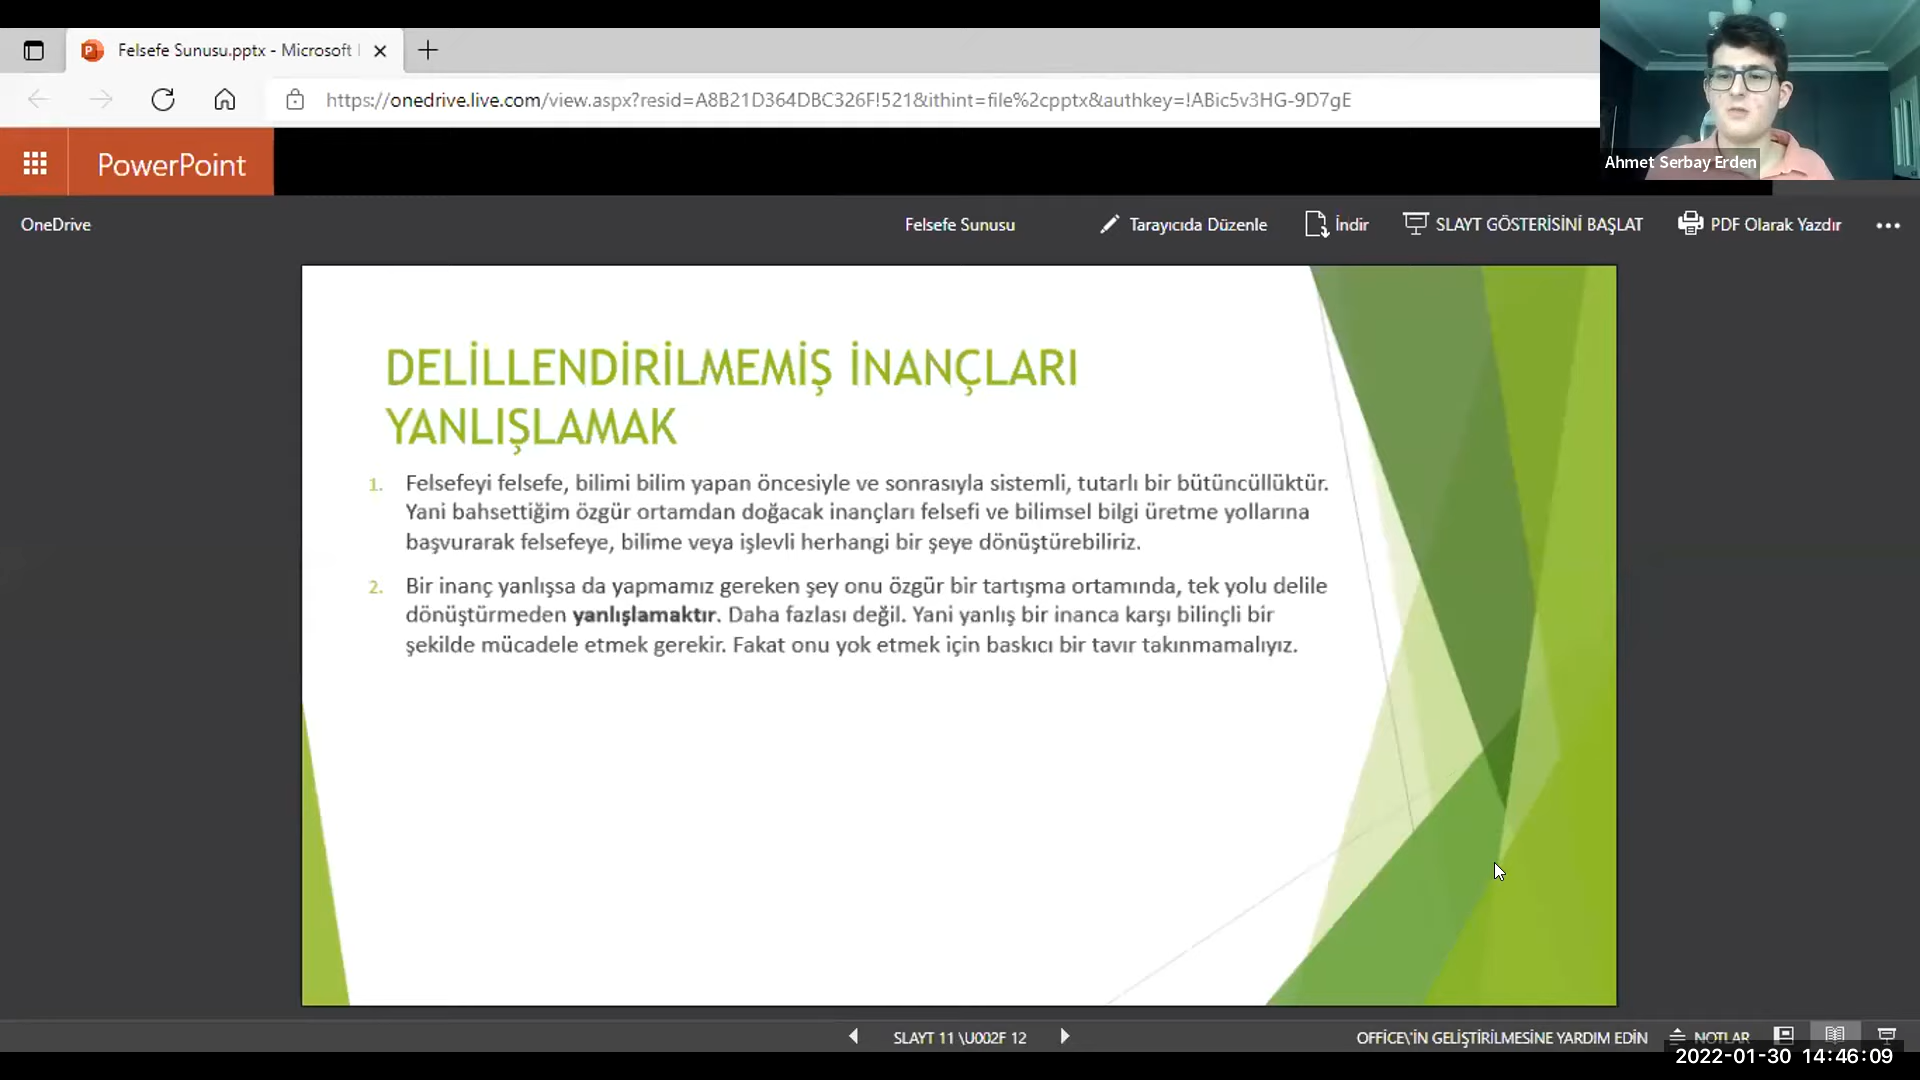 Felsefe Sunusu.pptx - Microsoft
https://onedrive.live.com/view.aspx?resid=A8B21D364DBC326F!521&ithint=file%2cpptx&authkey=!ABic5v3HG-9D7gE
Ahmet Serbay Erden
PowerPoint
OneDrive
Felsefe Sunusu
Tarayıcıda Düzenle
İndir
SLAYT GÖSTERİSİNİ BAŞLAT
PDF Olarak Yazdır
DELİLLENDİRİLMEMİŞ İNANÇLARI
YANLIŞLAMAK
1. Felsefeyi felsefe, bilimi bilim yapan öncesiyle ve sonrasıyla sistemli, tutarlı bir bütüncüllüktür.
Yani bahsettiğim özgür ortamdan doğacak inançları felsefi ve bilimsel bilgi üretme yollarına
başvurarak felsefeye, bilime veya işlevli herhangi bir şeye dönüştürebiliriz.
2. Bir inanç yanlışsa da yapmamız gereken şey onu özgür bir tartışma ortamında, tek yolu delile
dönüştürmeden yanlışlamaktır. Daha fazlası değil. Yani yanlış bir inanca karşı bilinçli bir
şekilde mücadele etmek gerekir. Fakat onu yok etmek için baskıcı bir tavır takınmamalıyız.
SLAYT 11 \U002F 12
OFFICE\'İN GELİŞTİRİLMESİNE YARDIM EDİN
NOTLAR
2022-01-30 14:46:09